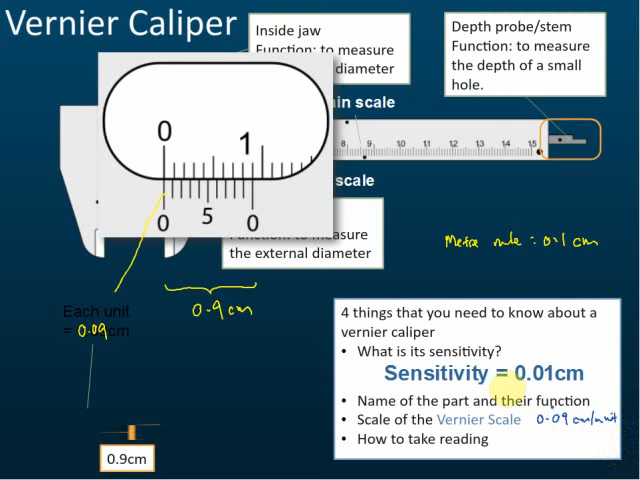 Vernier Caliper
Inside jaw
Function: to measure
diameter
Depth probe/stem
Function: to measure
the depth of a small
hole.
0 1
in scale
8 9 10 11 12 13 14 15
0 5 0
scale
Function: to measure
the external diameter
Metre rule = 0.1 cm
0.9 cm
Each unit
= 0.09 cm
4 things that you need to know about a
vernier caliper
• What is its sensitivity?
Sensitivity = 0.01cm
• Name of the part and their function
• Scale of the Vernier Scale 0.09 cm/unit
• How to take reading
0.9cm